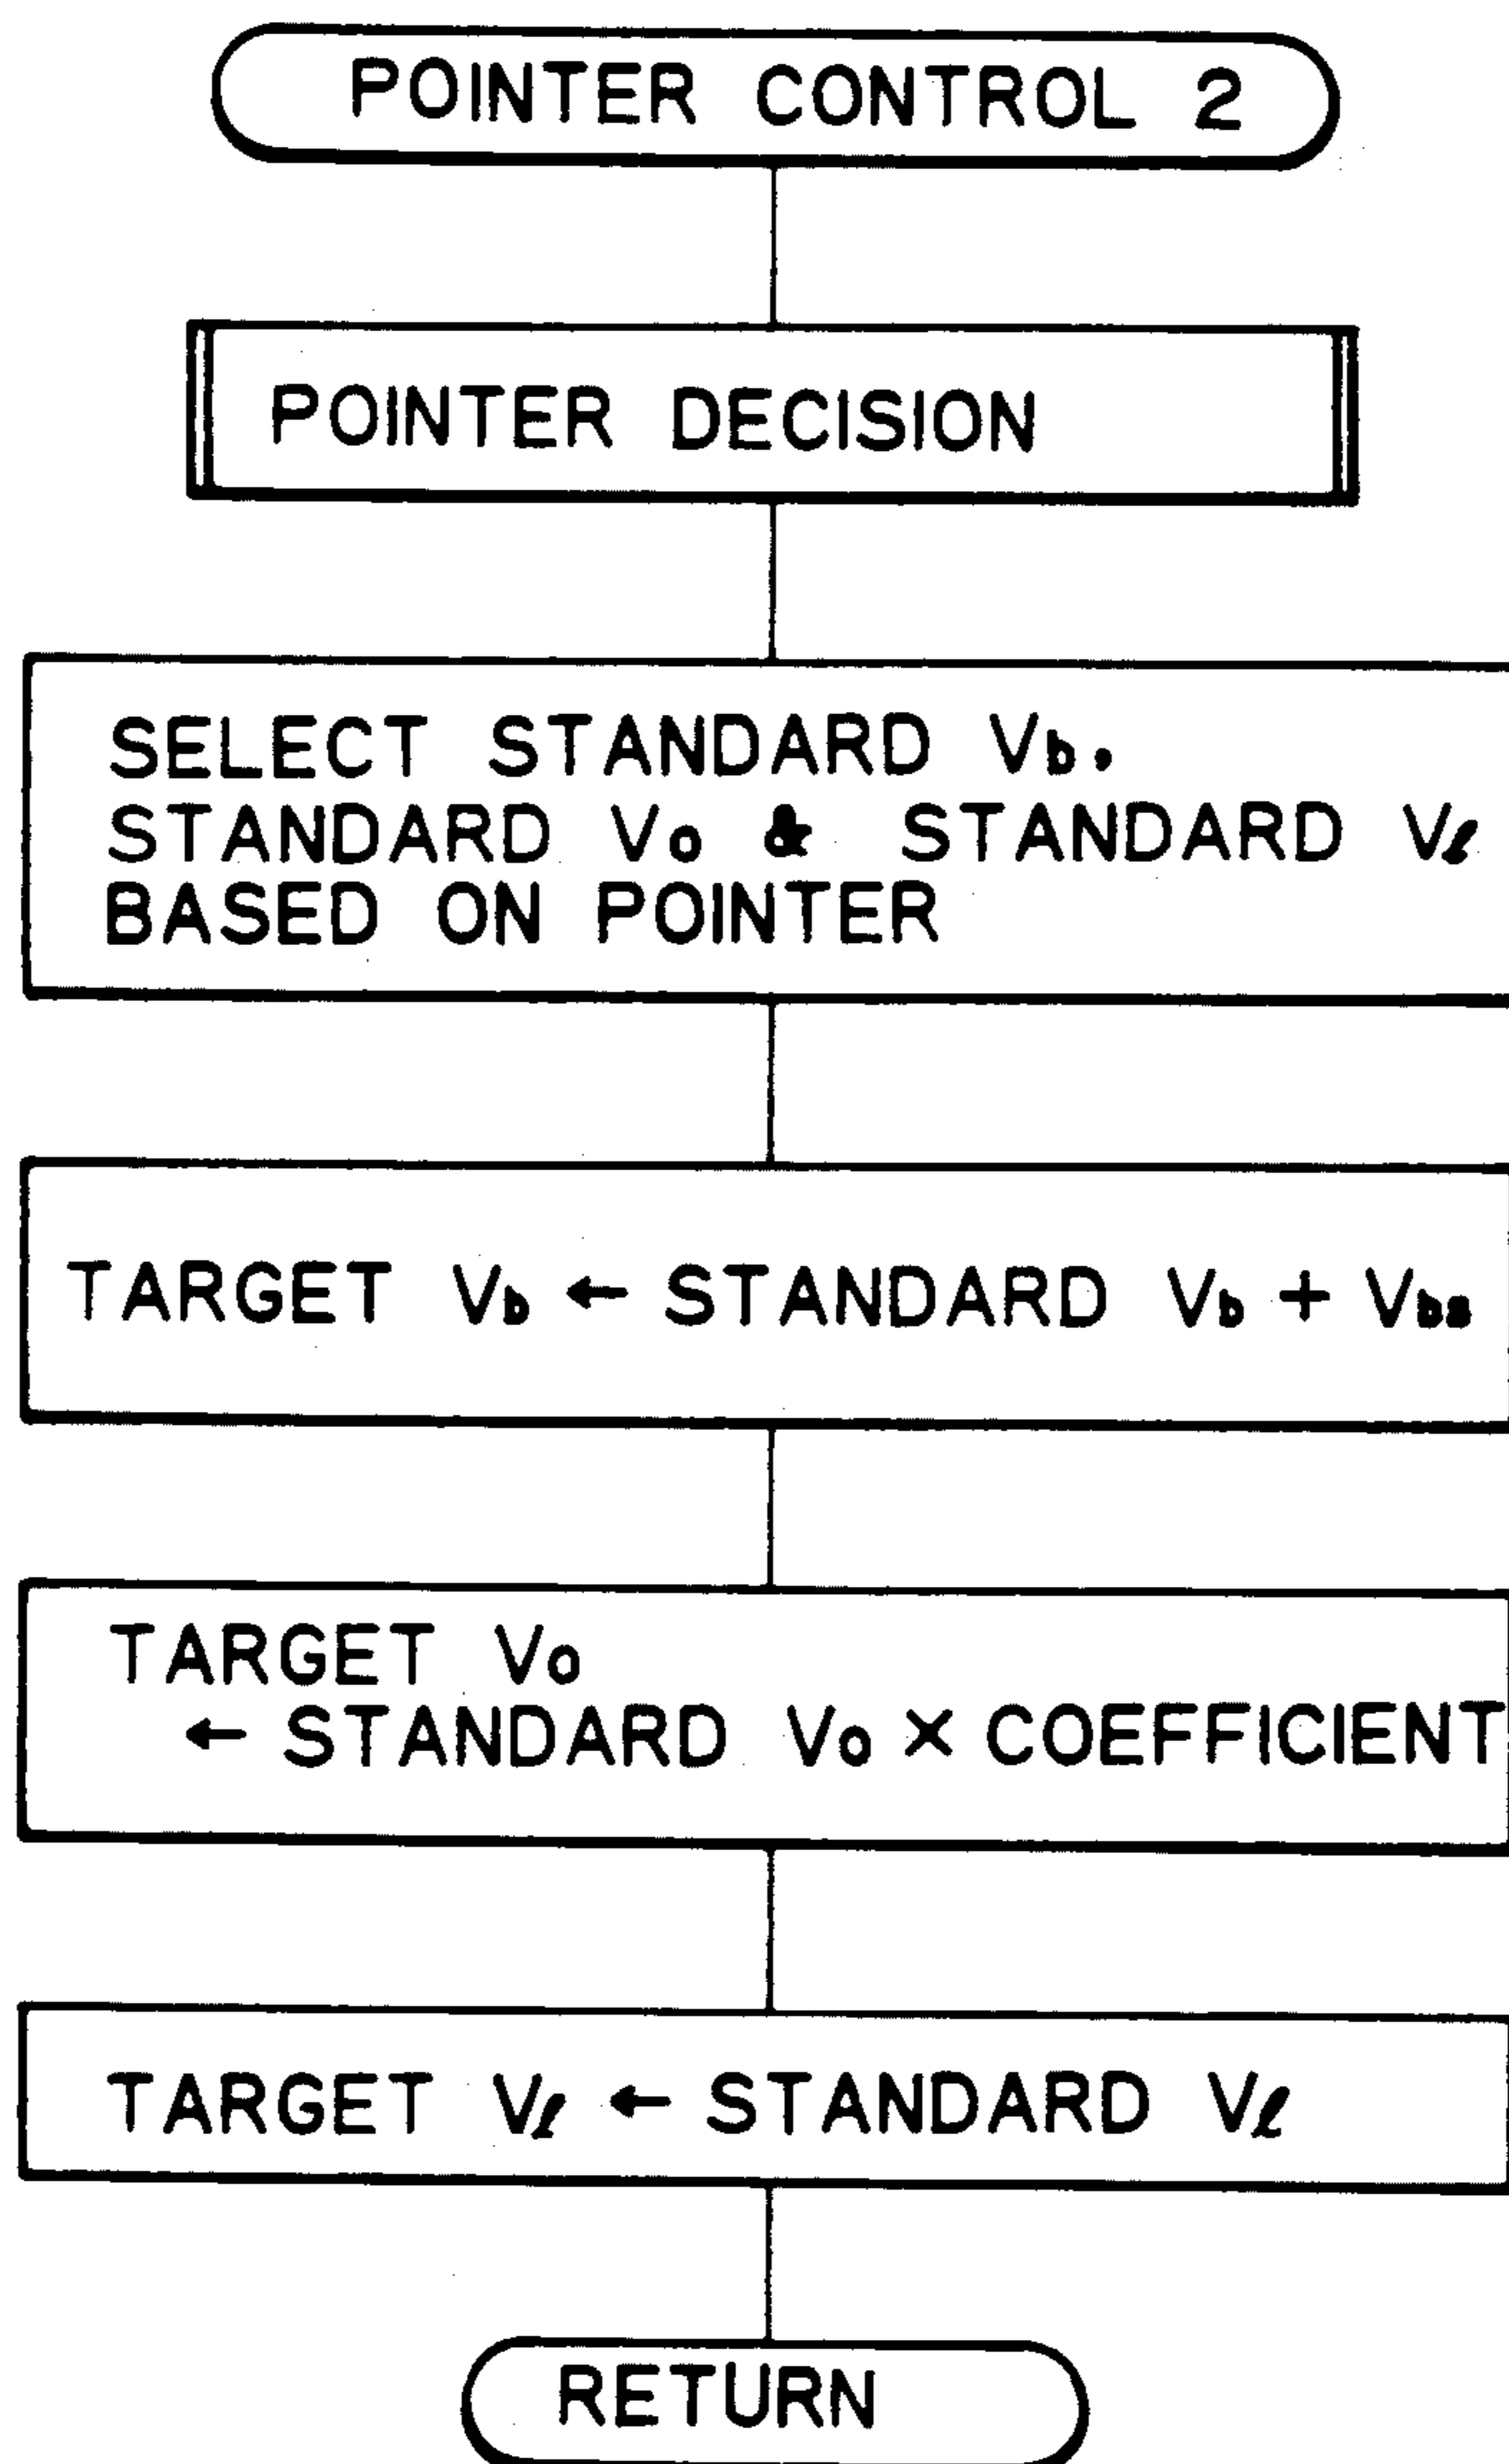 POINTER CONTROL 2
POINTER DECISION
SELECT STANDARD Vb,
STANDARD Vo & STANDARD Vℓ
BASED ON POINTER
TARGET Vb ← STANDARD Vb + Vbs
TARGET Vo
← STANDARD Vo × COEFFICIENT
TARGET Vℓ ← STANDARD Vℓ
RETURN